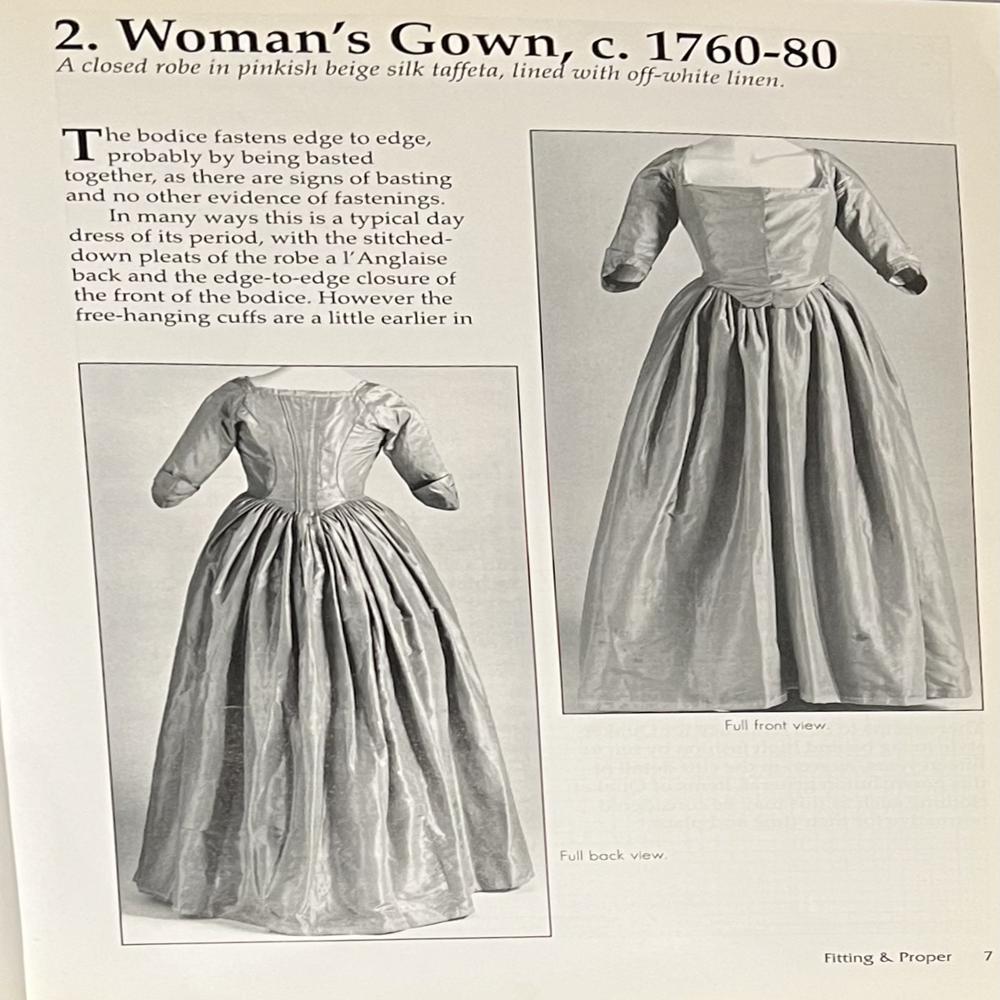 2. Woman's Gown, c. 1760-80
A closed robe in pinkish beige silk taffeta, lined with off-white linen.
The bodice fastens edge to edge,
probably by being basted
together, as there are signs of basting
and no other evidence of fastenings.
In many ways this is a typical day
dress of its period, with the stitched-
down pleats of the robe a l'Anglaise
back and the edge-to-edge closure of
the front of the bodice. However the
free-hanging cuffs are a little earlier in
Full front view.
Full back view.
Fitting & Proper 7